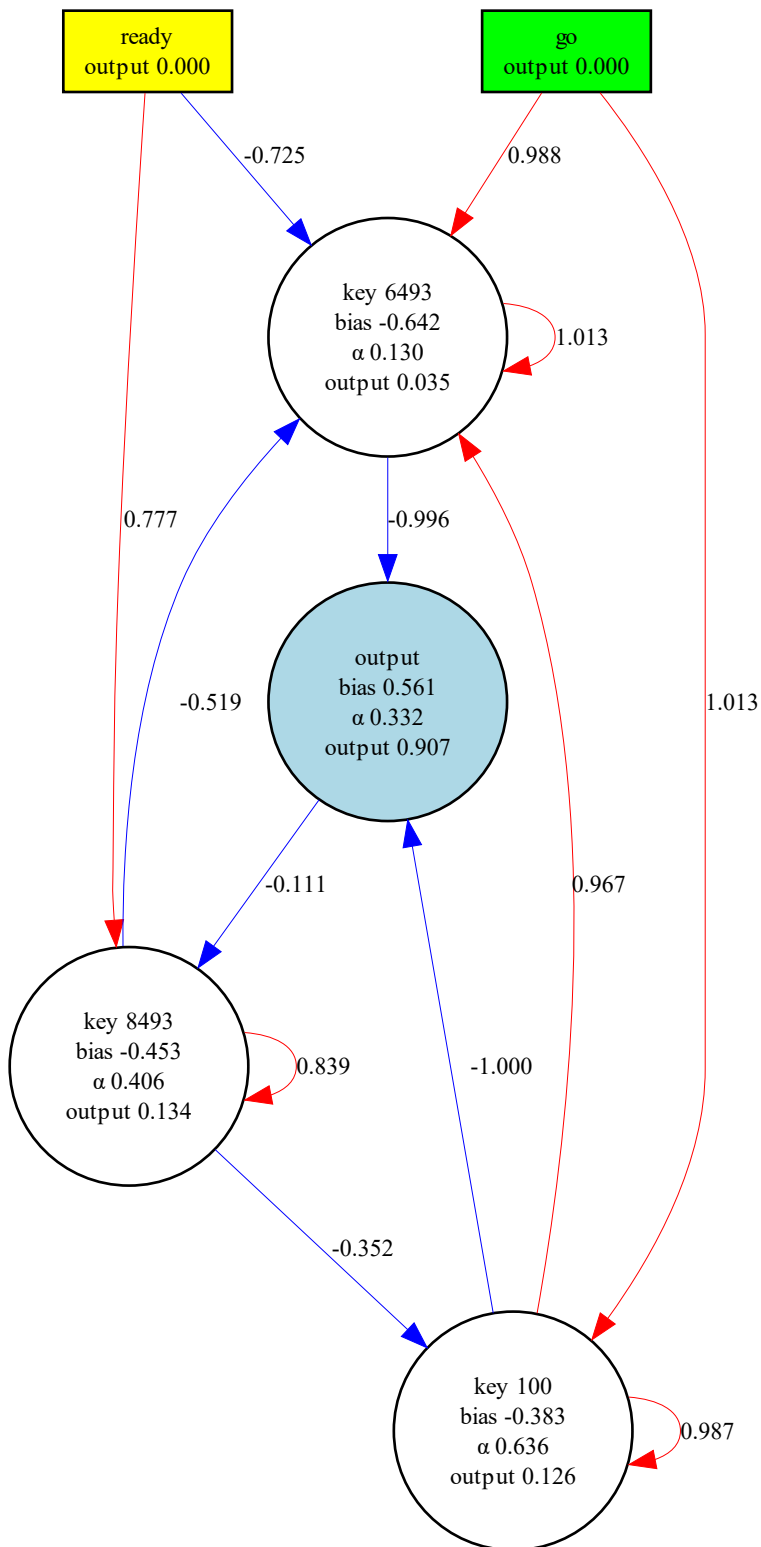 ready
output 0.000
go
output 0.000
-0.725
0.988
key 6493
bias -0.642
α 0.130
output 0.035
1.013
0.777
-0.996
-0.519
output
bias 0.561
α 0.332
output 0.907
1.013
-0.111
0.967
key 8493
bias -0.453
α 0.406
output 0.134
0.839
-1.000
-0.352
key 100
bias -0.383
α 0.636
output 0.126
0.987